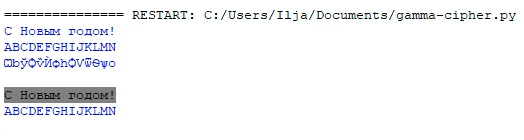 =============== RESTART: C:/Users/Ilja/Documents/gamma-cipher.py
С Новым годом!
ABCDEFGHIJKLMN
С Новым годом!
ABCDEFGHIJKLMN